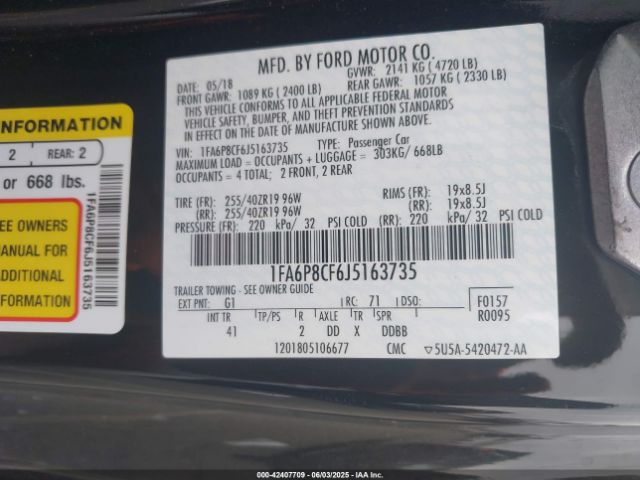 MFD. BY FORD MOTOR CO.
DATE: 05/18 GVWR: 2141 KG ( 4720 LB)
FRONT GAWR: 1089 KG ( 2400 LB) REAR GAWR: 1057 KG ( 2330 LB)
THIS VEHICLE CONFORMS TO ALL APPLICABLE FEDERAL MOTOR
VEHICLE SAFETY, BUMPER, AND THEFT PREVENTION STANDARDS
IN EFFECT ON THE DATE OF MANUFACTURE SHOWN ABOVE.
VIN: 1FA6P8CF6J5163735 TYPE: Passenger Car
MAXIMUM LOAD = OCCUPANTS + LUGGAGE = 303KG/ 668LB
OCCUPANTS = 4 TOTAL; 2 FRONT, 2 REAR
TIRE (FR): 255/40ZR19 96W RIMS (FR): 19x8.5J
(RR): 255/40ZR19 96W (RR): 19x8.5J
PRESSURE (FR): 220 kPa/ 32 PSI COLD (RR): 220 kPa/ 32 PSI COLD
1FA6P8CF6J5163735
TRAILER TOWING - SEE OWNER GUIDE
EXT PNT: G1 RC: 71 DSO: F0157
INT TR TP/PS R AXLE TR SPR R0095
41 2 DD X DDBB
1201805106677 CMC 5U5A-5420472-AA
INFORMATION
2 REAR: 2
or 668 lbs.
SEE OWNERS
MANUAL FOR
ADDITIONAL
INFORMATION
1FA6P8CF6J5163735
00-42407709 - 06/03/2025 - IAA Inc.